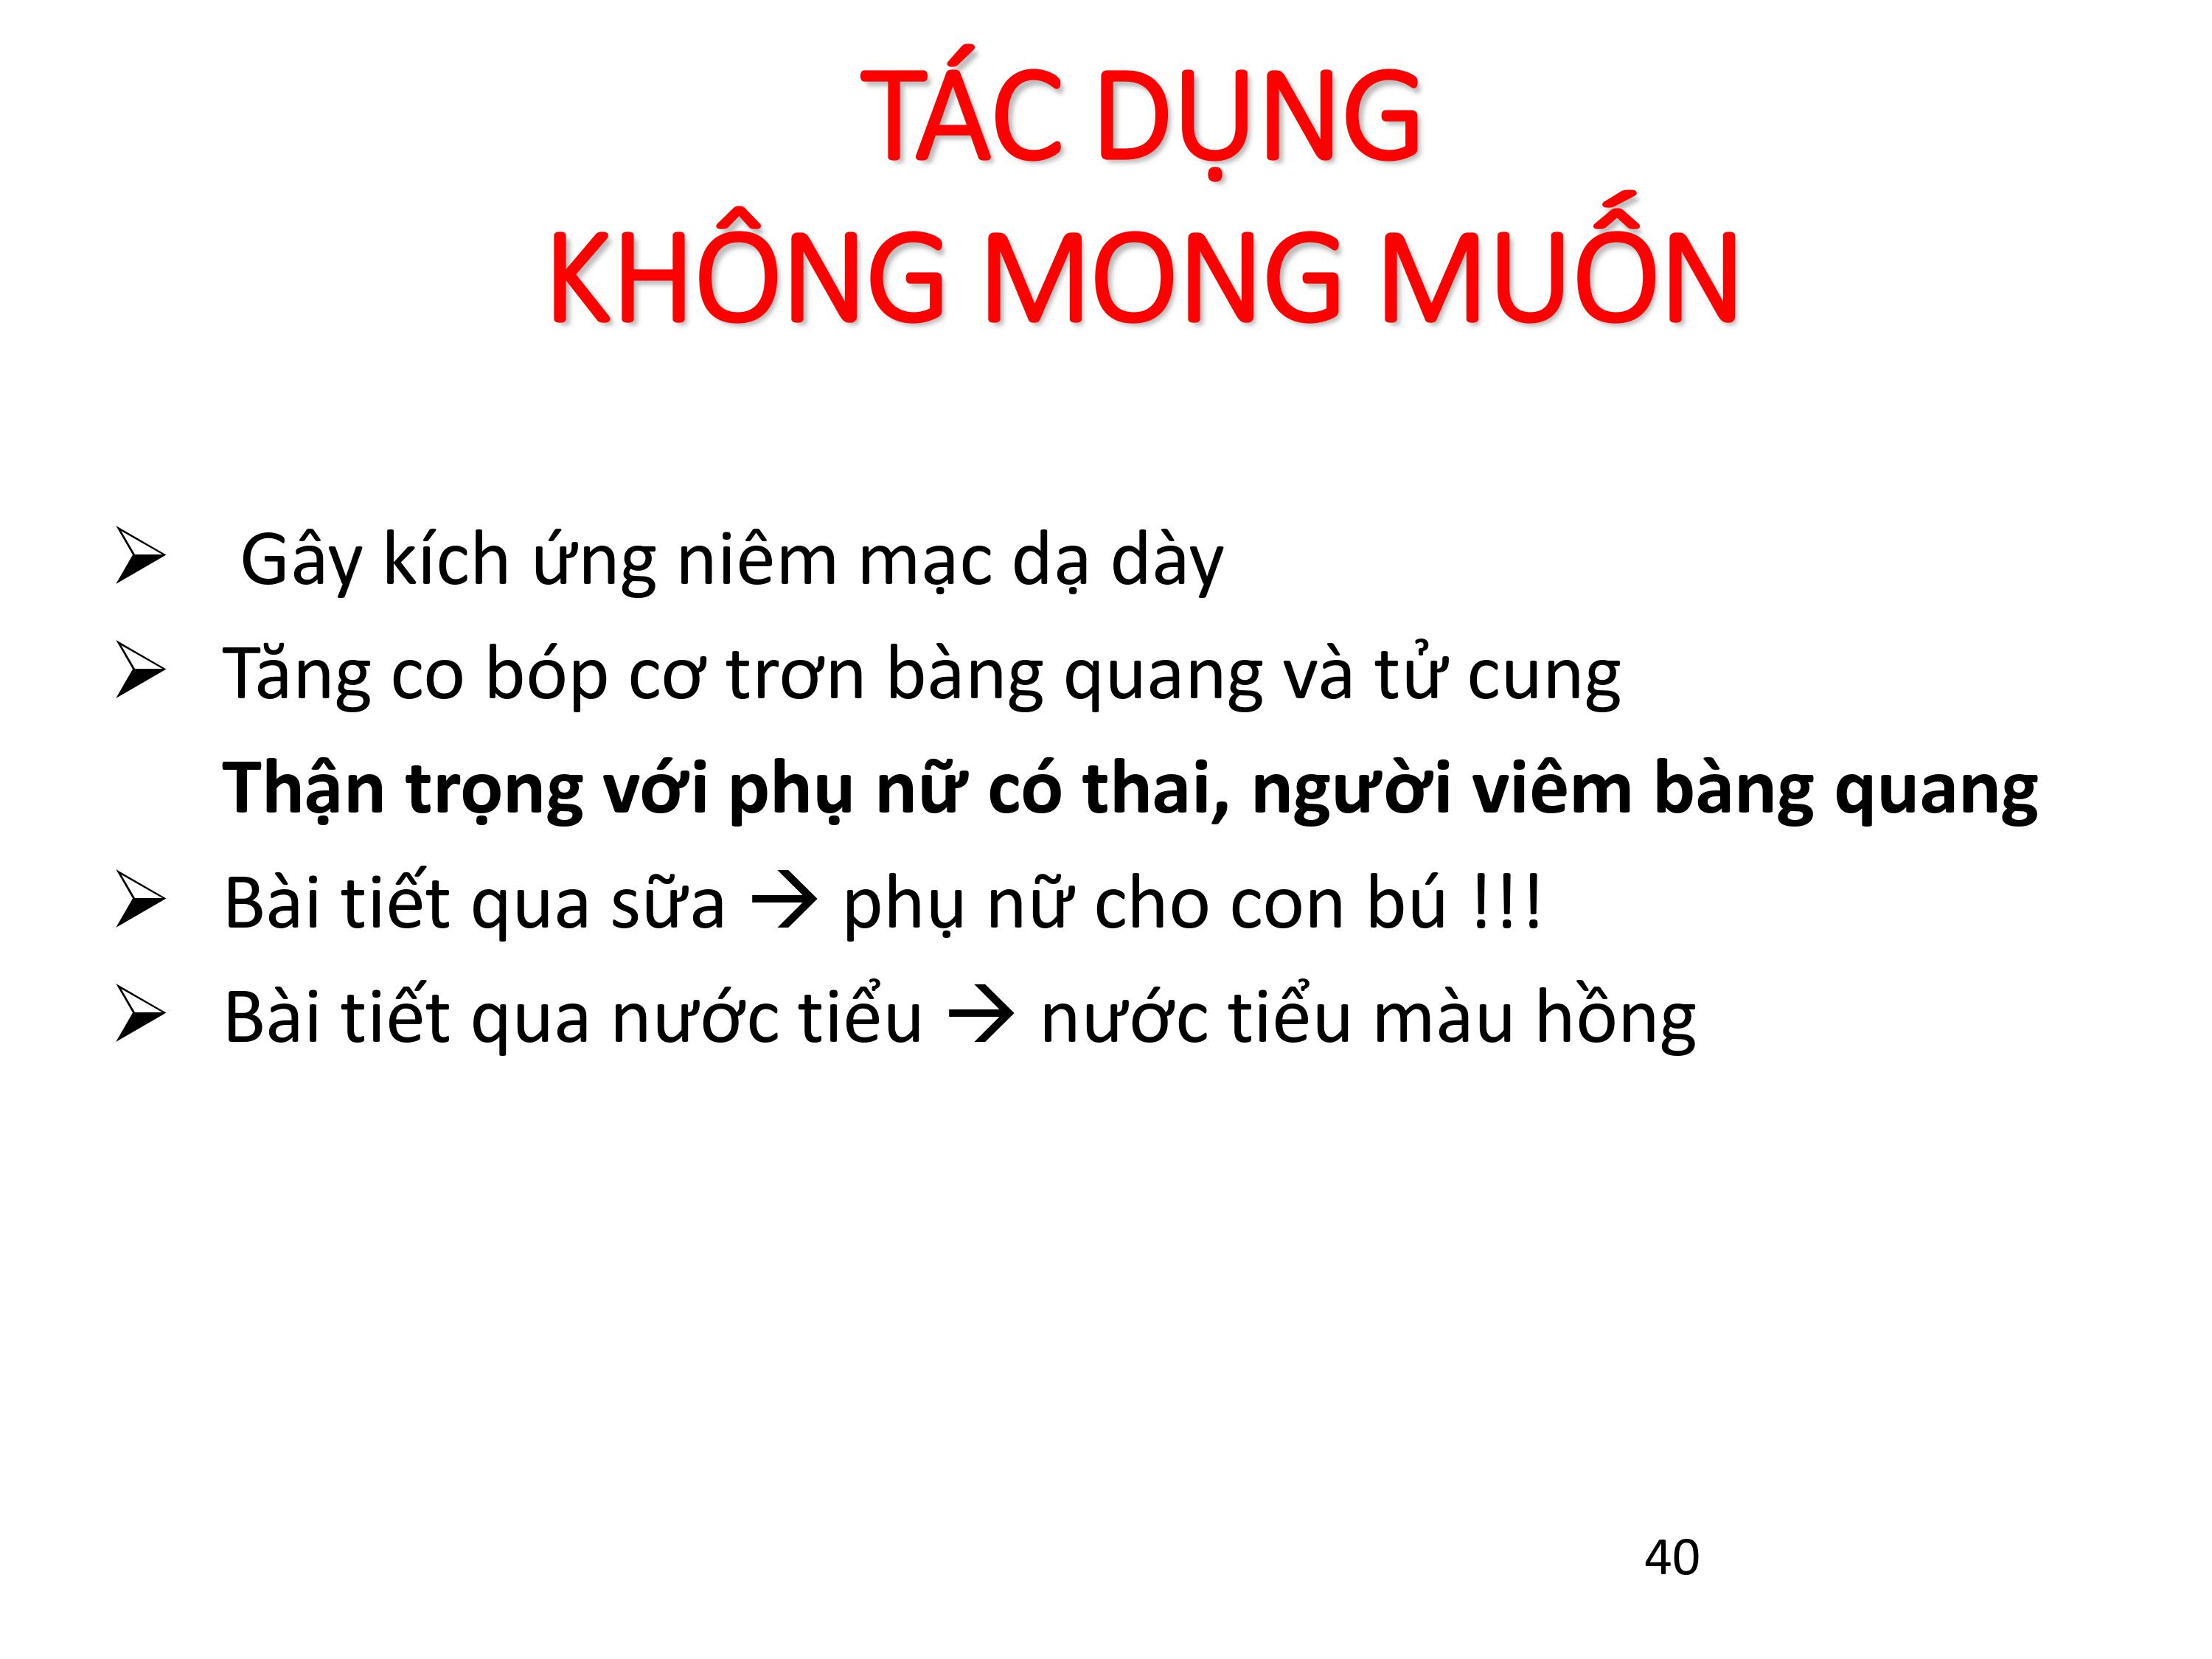 TÁC DỤNG
KHÔNG MONG MUỐN
➢ Gây kích ứng niêm mạc dạ dày
➢ Tăng co bóp cơ trơn bàng quang và tử cung
Thận trọng với phụ nữ có thai, người viêm bàng quang
➢ Bài tiết qua sữa → phụ nữ cho con bú !!!
➢ Bài tiết qua nước tiểu → nước tiểu màu hồng
40